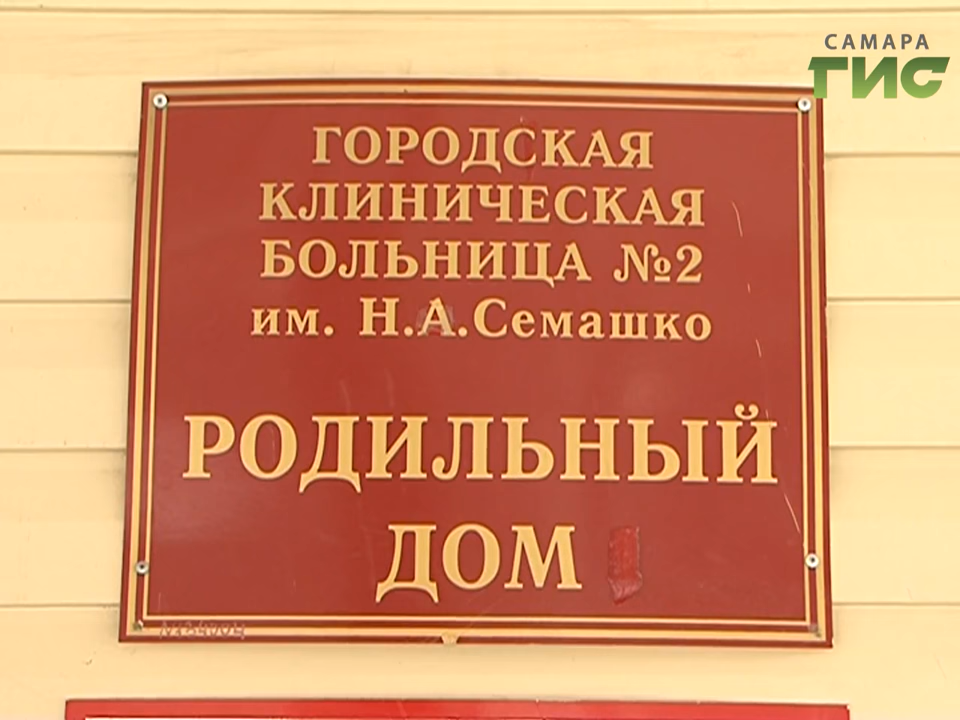 САМАРА
ГИС
ГОРОДСКАЯ
КЛИНИЧЕСКАЯ
БОЛЬНИЦА №2
им. Н.А.Семашко
РОДИЛЬНЫЙ
ДОМ